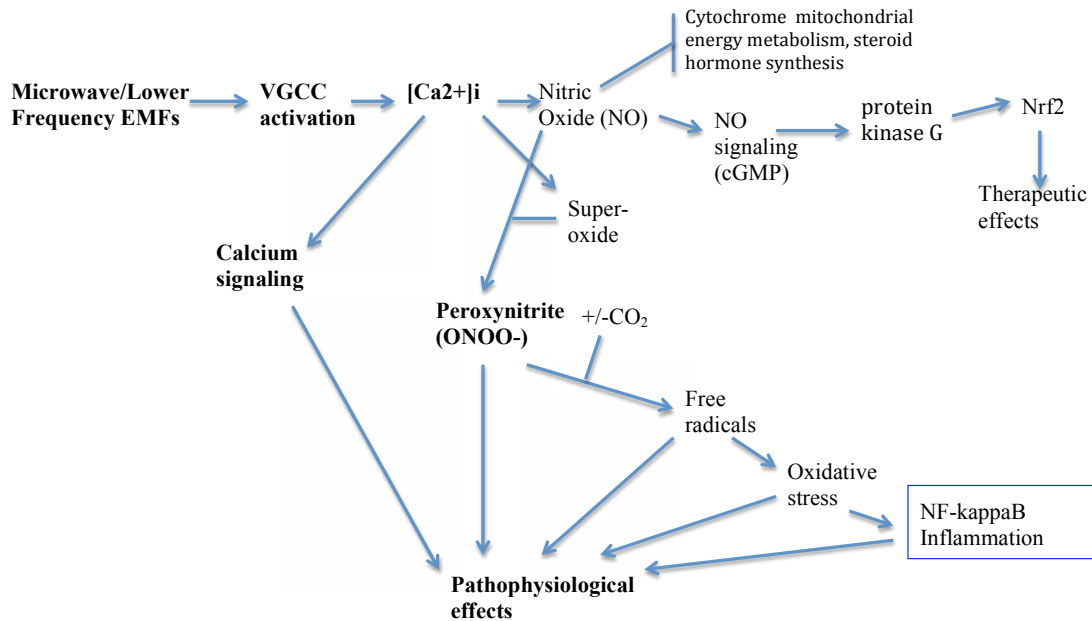 Cytochrome mitochondrial
energy metabolism, steroid
hormone synthesis
Microwave/Lower
Frequency EMFs
VGCC
activation
[Ca2+]i
Nitric
Oxide (NO)
NO
signaling
(cGMP)
protein
kinase G
Nrf2
Therapeutic
effects
Super-
oxide
Calcium
signaling
Peroxynitrite
(ONOO-)
+/-CO₂
Free
radicals
Oxidative
stress
NF-kappaB
Inflammation
Pathophysiological
effects